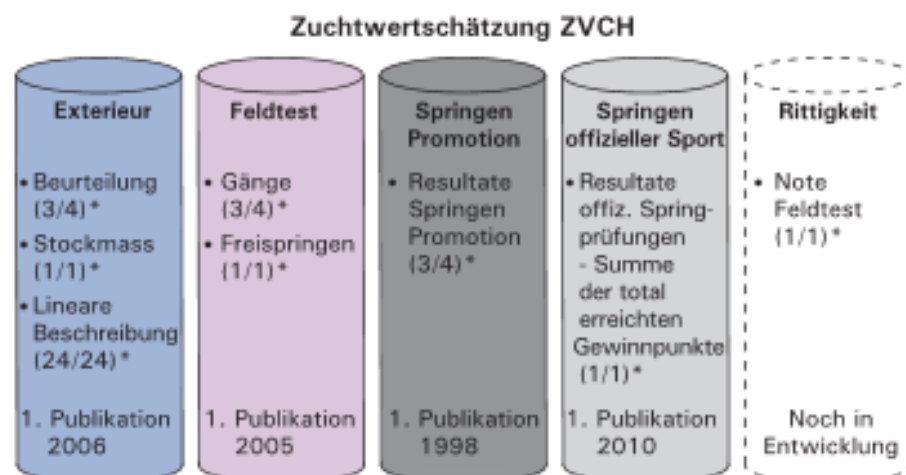 Zuchtwertschätzung ZVCH
Exterieur
• Beurteilung
(3/4)*
• Stockmass
(1/1)*
• Lineare
Beschreibung
(24/24)*
1. Publikation
2006
Feldtest
• Gänge
(3/4)*
• Freispringen
(1/1)*
1. Publikation
2005
Springen
Promotion
• Resultate
Springen
Promotion
(3/4)*
1. Publikation
1998
Springen
offizieller Sport
• Resultate
offiz. Spring-
prüfungen
- Summe
der total
erreichten
Gewinnpunkte
(1/1)*
1. Publikation
2010
Rittigkeit
• Note
Feldtest
(1/1)*
Noch in
Entwicklung